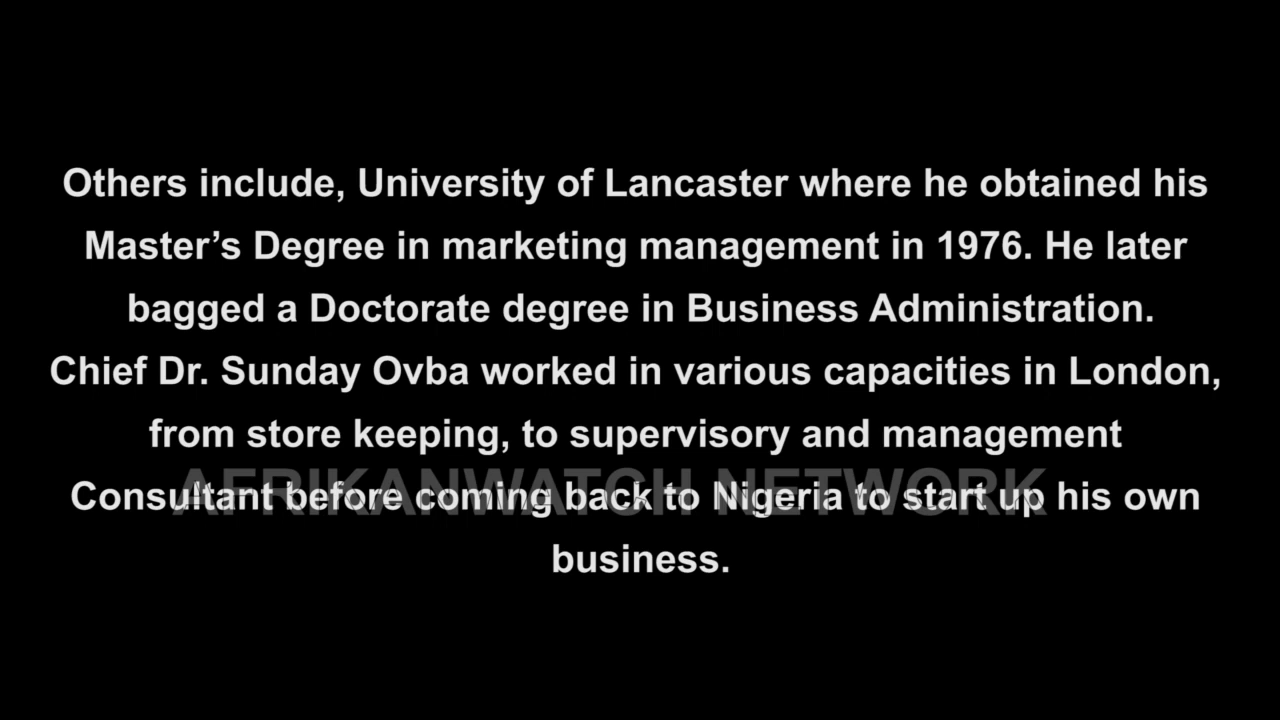 Others include, University of Lancaster where he obtained his
Master’s Degree in marketing management in 1976. He later
bagged a Doctorate degree in Business Administration.
Chief Dr. Sunday Ovba worked in various capacities in London,
from store keeping, to supervisory and management
Consultant before coming back to Nigeria to start up his own
business.
AFRIKANWATCH NETWORK